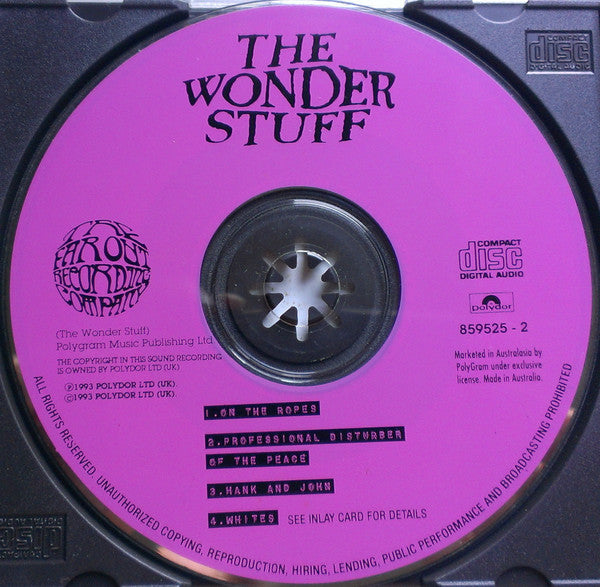 THE
WONDER
STUFF
COMPACT
disc
DIGITAL AUDIO
THE
FAR OUT
RECORDING
COMPANY
COMPACT
disc
DIGITAL AUDIO
Polydor
859525 - 2
(The Wonder Stuff)
Polygram Music Publishing Ltd
THE COPYRIGHT IN THIS SOUND RECORDING
IS OWNED BY POLYDOR LTD (UK)
℗1993 POLYDOR LTD (UK).
©1993 POLYDOR LTD (UK).
Marketed in Australasia by
PolyGram under exclusive
license. Made in Australia.
1.ON THE ROPES
2.PROFESSIONAL DISTURBER
OF THE PEACE
3.HANK AND JOHN
4.WHITES SEE INLAY CARD FOR DETAILS
ALL RIGHTS RESERVED. UNAUTHORIZED COPYING, REPRODUCTION, HIRING, LENDING, PUBLIC PERFORMANCE AND BROADCASTING PROHIBITED
disc